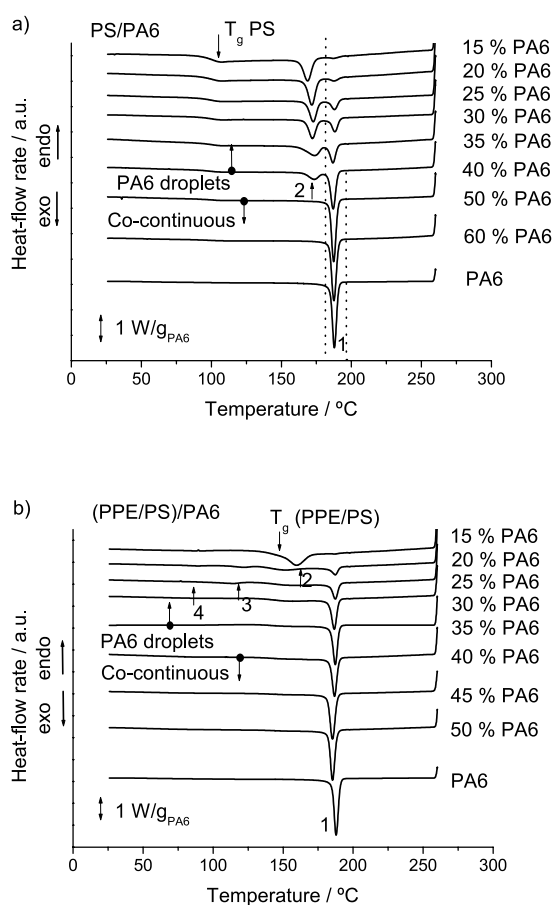 a)
PS/PA6
Tg PS
15 % PA6
20 % PA6
25 % PA6
30 % PA6
35 % PA6
40 % PA6
50 % PA6
60 % PA6
PA6
PA6 droplets
2
Co-continuous
1 W/gPA6
1
Heat-flow rate / a.u.
exo endo
0 50 100 150 200 250 300
Temperature / ºC
b)
(PPE/PS)/PA6
Tg (PPE/PS)
15 % PA6
20 % PA6
25 % PA6
30 % PA6
35 % PA6
40 % PA6
45 % PA6
50 % PA6
PA6
2
3
4
PA6 droplets
Co-continuous
1 W/gPA6
1
Heat-flow rate / a.u.
exo endo
0 50 100 150 200 250 300
Temperature / ºC